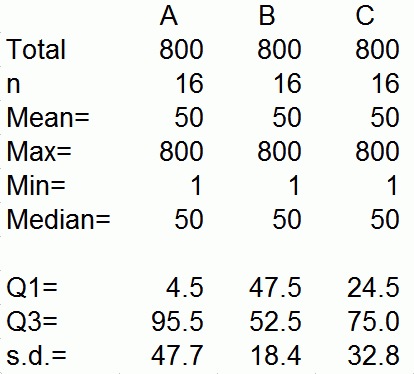 A B C
Total 800 800 800
n 16 16 16
Mean= 50 50 50
Max= 800 800 800
Min= 1 1 1
Median= 50 50 50
Q1= 4.5 47.5 24.5
Q3= 95.5 52.5 75.0
s.d.= 47.7 18.4 32.8